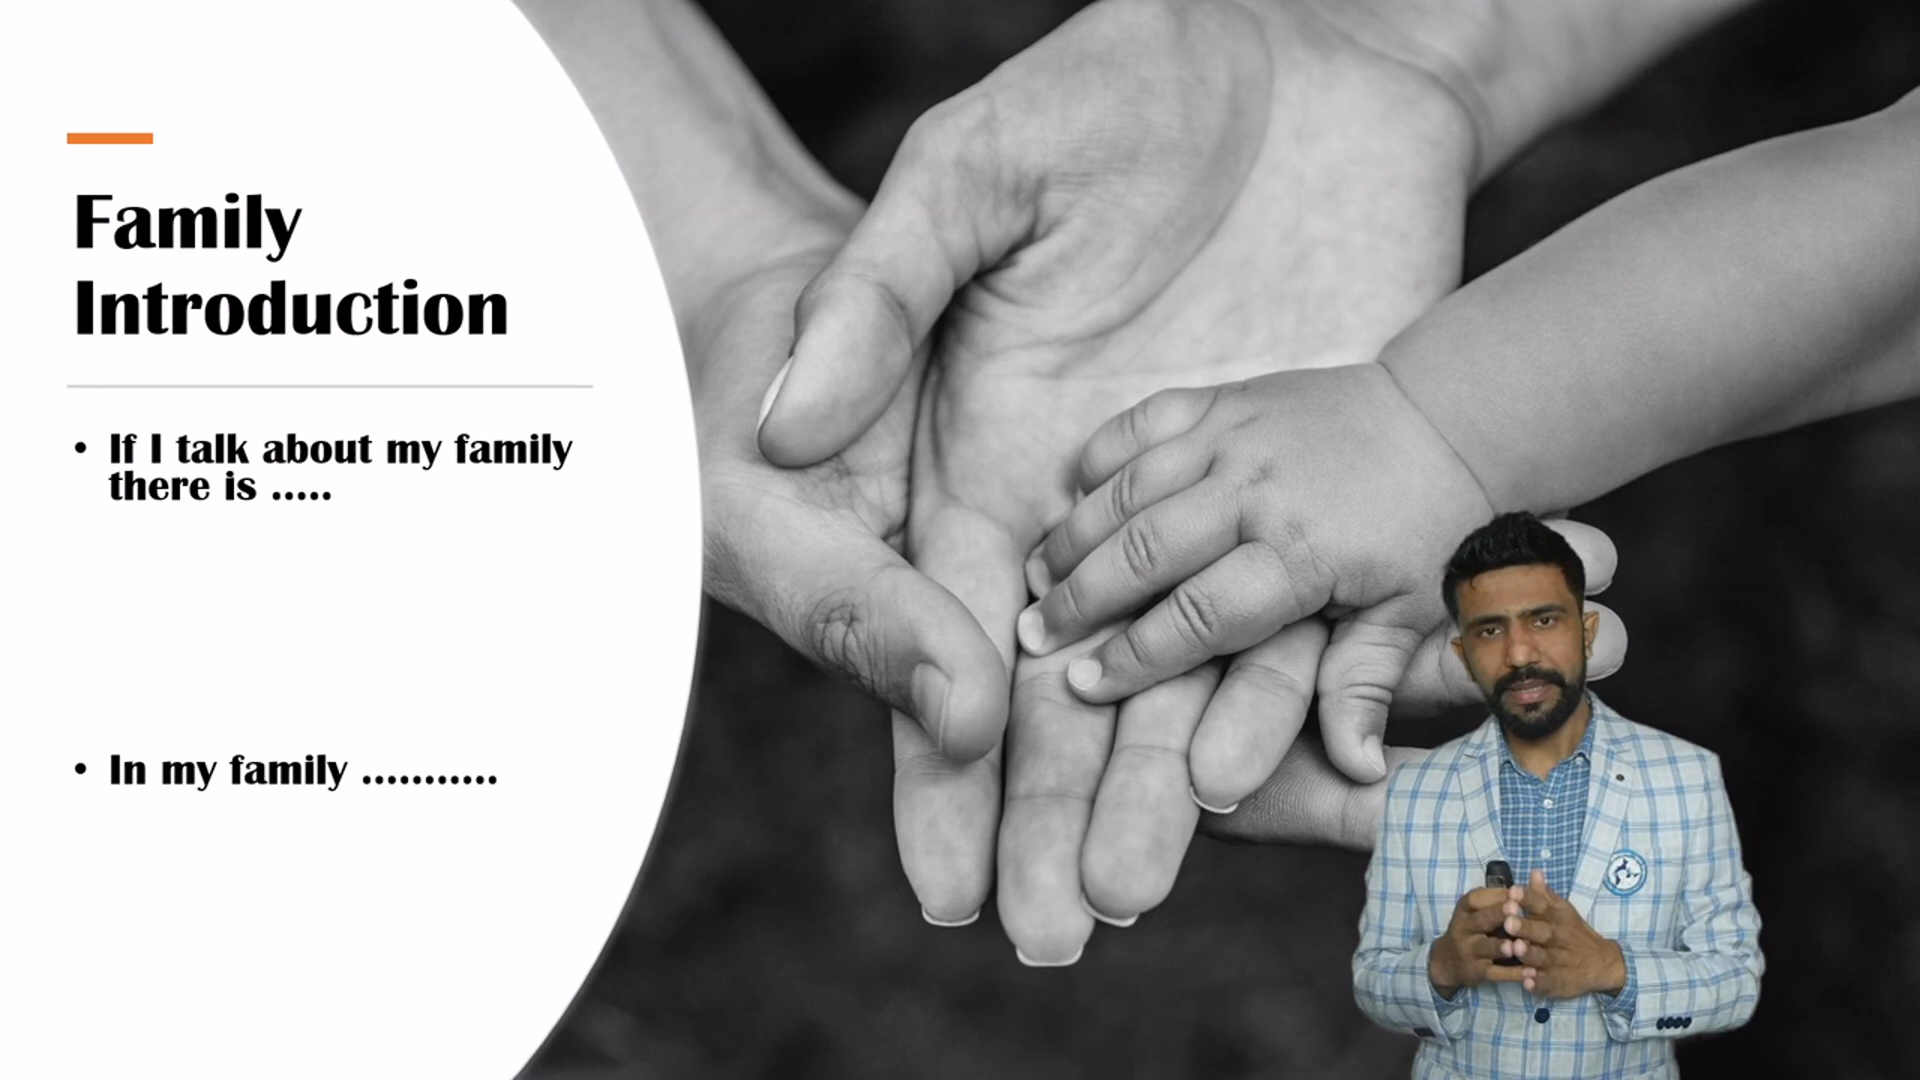 Family
Introduction
• If I talk about my family
there is .....
• In my family ...........